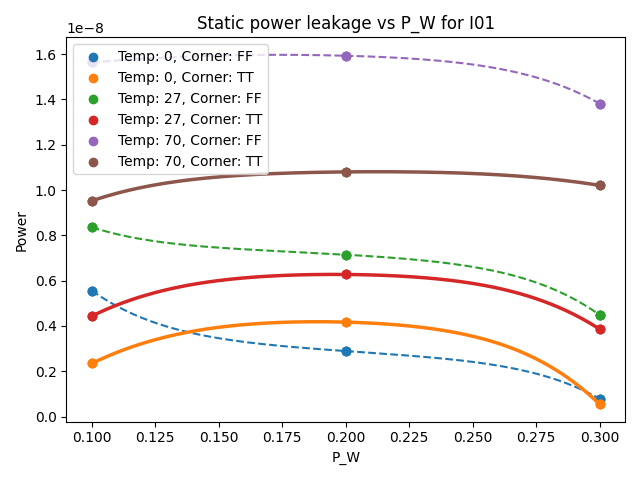 Static power leakage vs P_W for I01
1e−8
Temp: 0, Corner: FF
Temp: 0, Corner: TT
Temp: 27, Corner: FF
Temp: 27, Corner: TT
Temp: 70, Corner: FF
Temp: 70, Corner: TT
Power
1.6
1.4
1.2
1.0
0.8
0.6
0.4
0.2
0.0
0.100 0.125 0.150 0.175 0.200 0.225 0.250 0.275 0.300
P_W